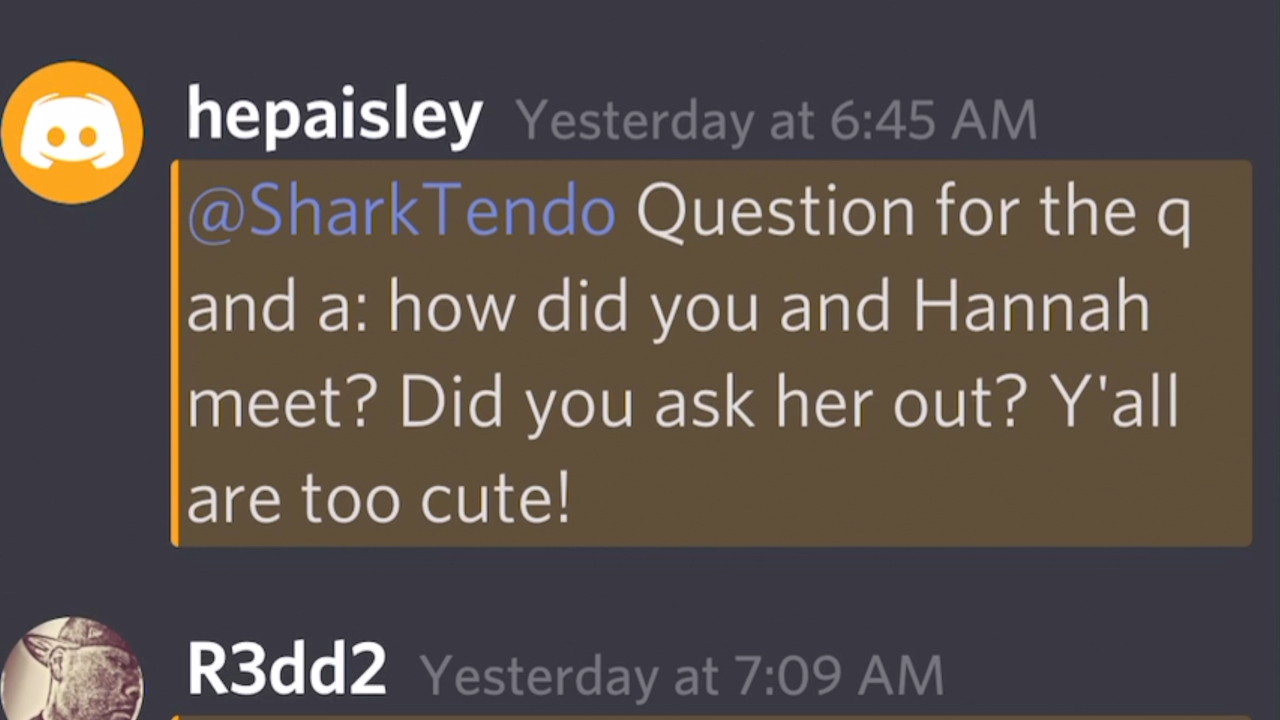 hepaisley Yesterday at 6:45 AM
@SharkTendo Question for the q
and a: how did you and Hannah
meet? Did you ask her out? Y'all
are too cute!
R3dd2 Yesterday at 7:09 AM